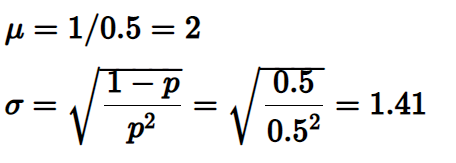 μ = 1/0.5 = 2
σ = √((1 − p)/p²) = √(0.5/0.5²) = 1.41